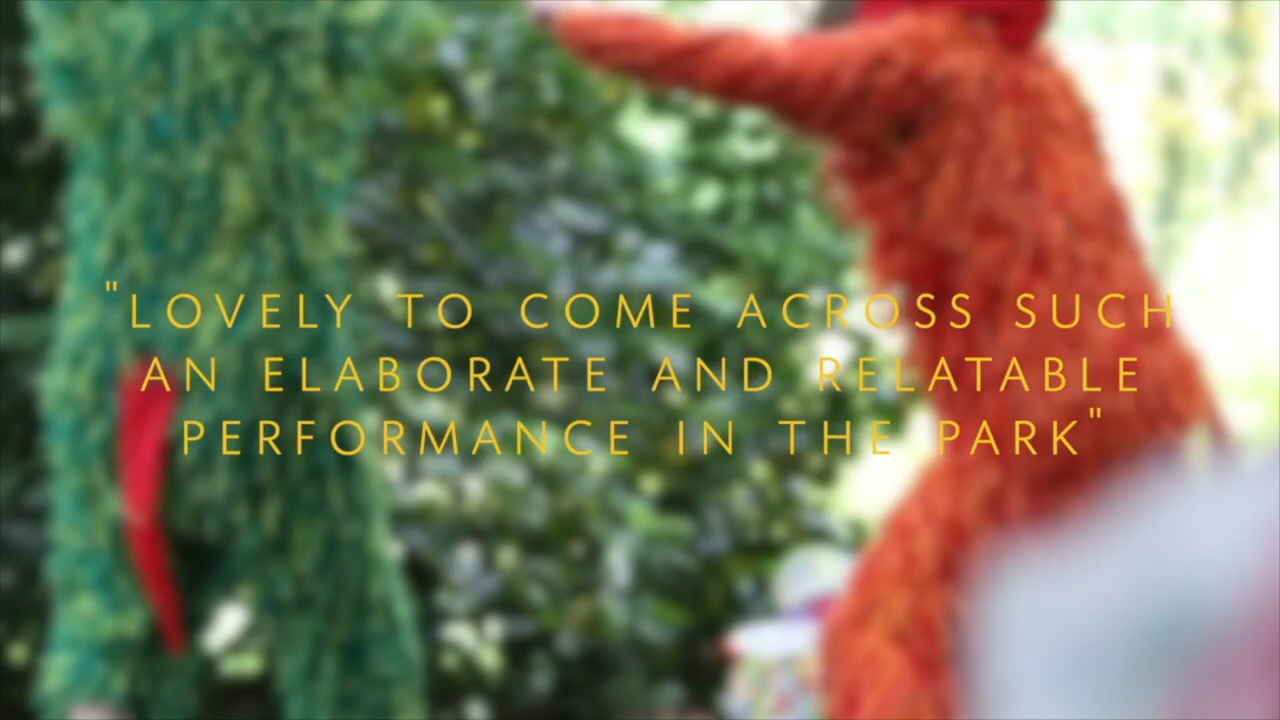 "LOVELY TO COME ACROSS SUCH
AN ELABORATE AND RELATABLE
PERFORMANCE IN THE PARK"